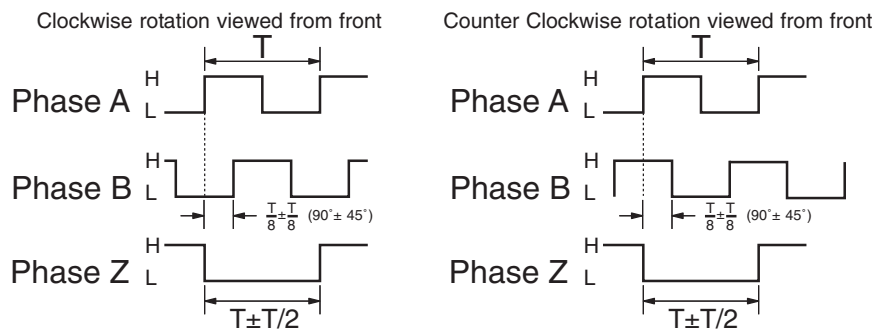 Clockwise rotation viewed from front
T
H
Phase A L
H
Phase B L
T/8 ± T/8 (90˚± 45˚)
H
Phase Z L
T±T/2
Counter Clockwise rotation viewed from front
T
H
Phase A L
H
Phase B L
T/8 ± T/8 (90˚± 45˚)
H
Phase Z L
T±T/2